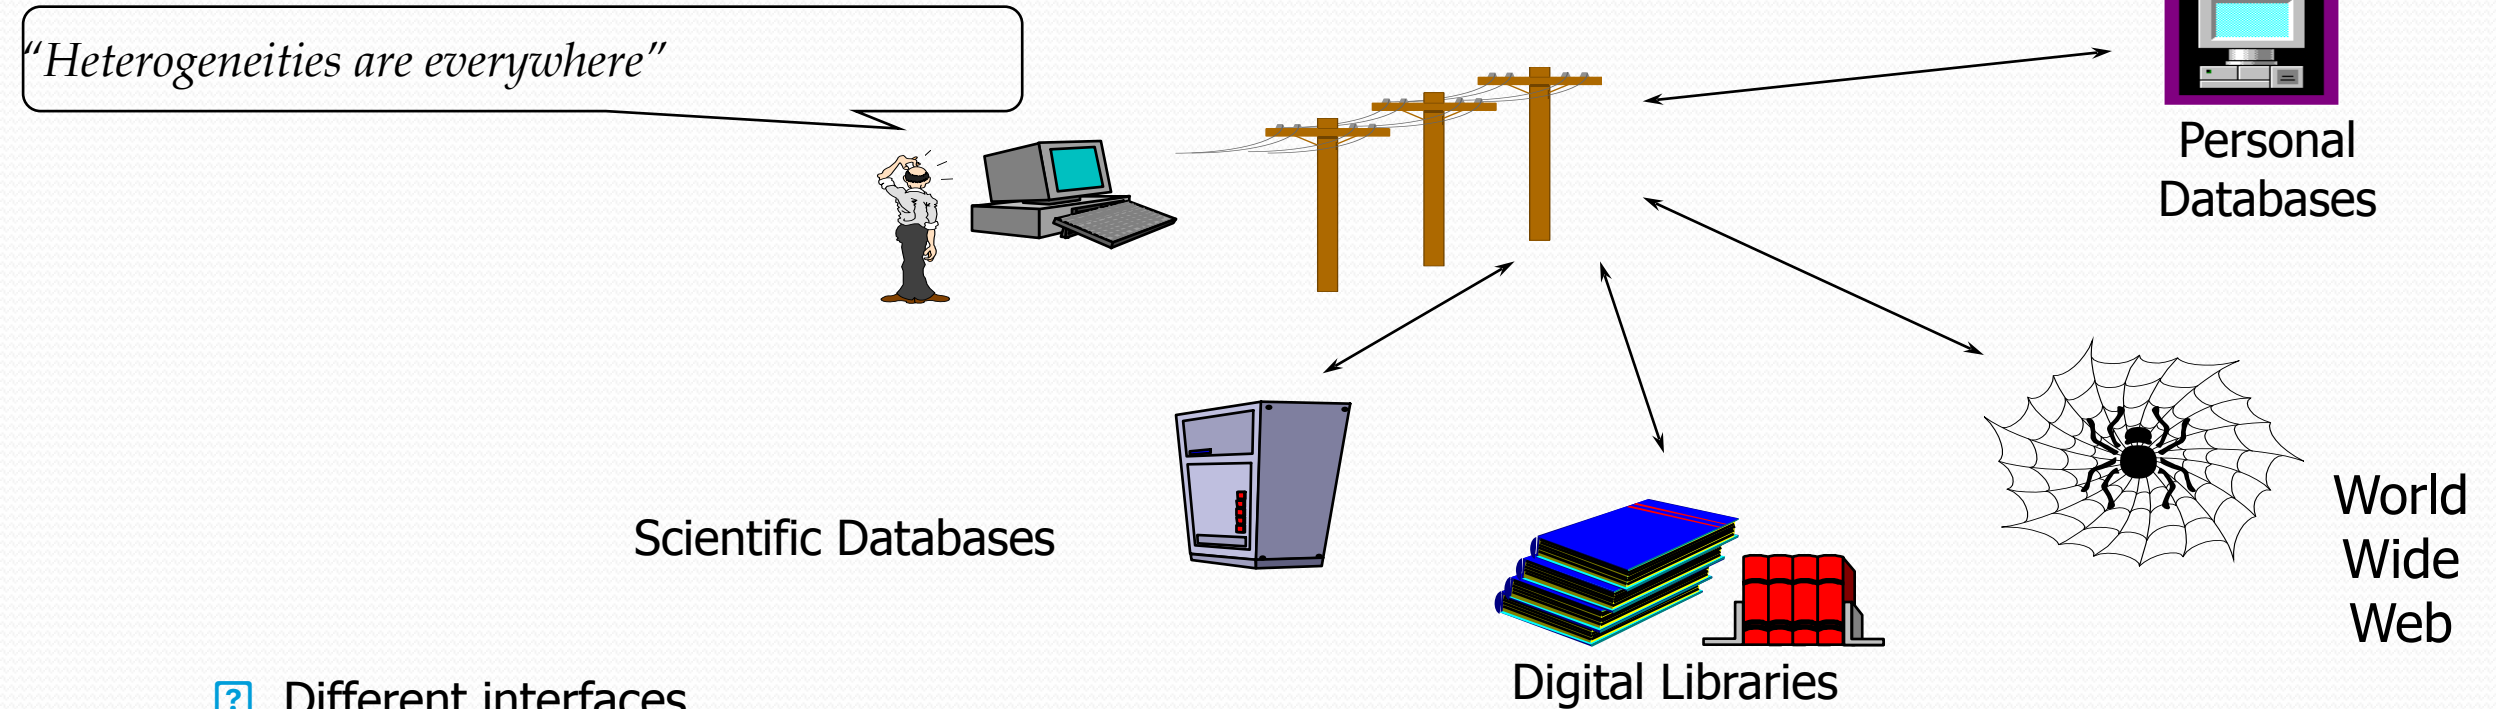 “Heterogeneities are everywhere”
Personal
Databases
Scientific Databases
World
Wide
Web
Digital Libraries
? Different interfaces